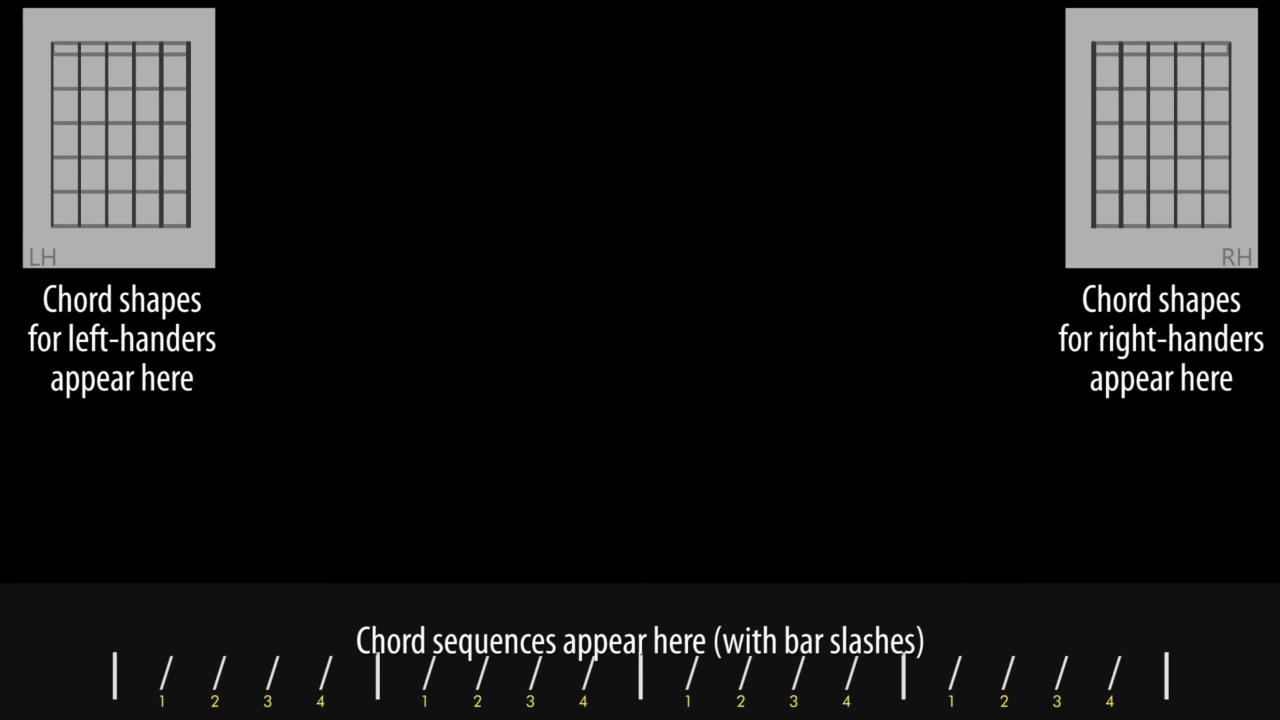 LH
Chord shapes
for left-handers
appear here
RH
Chord shapes
for right-handers
appear here
Chord sequences appear here (with bar slashes)
| / / / / | / / / / | / / / / | / / / / |
1 2 3 4 1 2 3 4 1 2 3 4 1 2 3 4